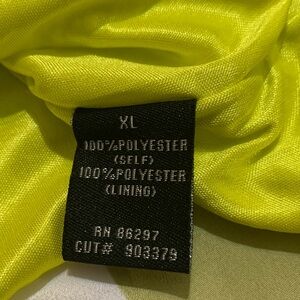 XL
100%POLYESTER
(SELF)
100%POLYESTER
(LINING)
RN 86297
CUT# 903379